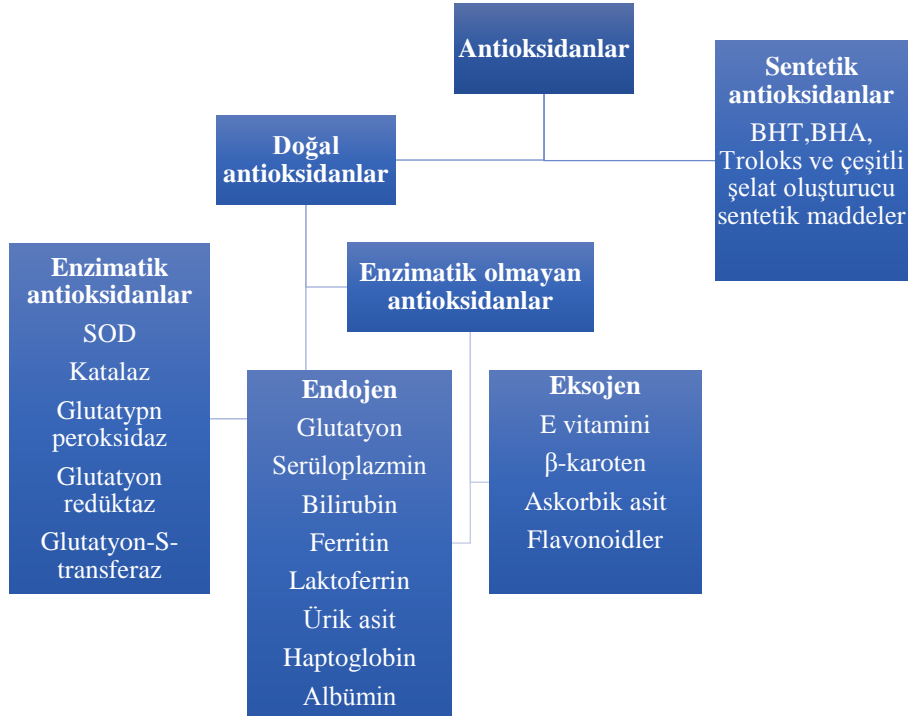 Antioksidanlar
Sentetik
antioksidanlar
BHT,BHA,
Troloks ve çeşitli
şelat oluşturucu
sentetik maddeler
Doğal
antioksidanlar
Enzimatik
antioksidanlar
SOD
Katalaz
Glutatypn
peroksidaz
Glutatyon
redüktaz
Glutatyon-S-
transferaz
Enzimatik olmayan
antioksidanlar
Endojen
Glutatyon
Serüloplazmin
Bilirubin
Ferritin
Laktoferrin
Ürik asit
Haptoglobin
Albümin
Eksojen
E vitamini
β-karoten
Askorbik asit
Flavonoidler